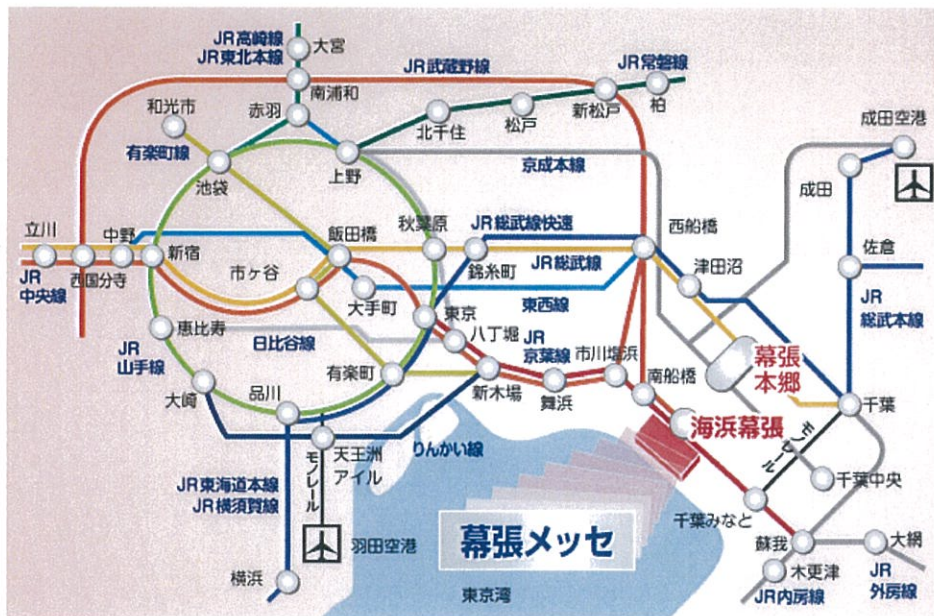 JR高崎線
JR東北本線
大宮
JR武蔵野線
JR常磐線
南浦和
柏
和光市
赤羽
新松戸
松戸
北千住
成田空港
有楽町線
京成本線
池袋
上野
成田
秋葉原
JR総武線快速
西船橋
立川
中野
新宿
飯田橋
佐倉
市ヶ谷
錦糸町
JR総武線
津田沼
JR
中央線
西国分寺
大手町
東西線
JR
総武本線
東京
恵比寿
日比谷線
八丁堀
JR
京葉線
市川塩浜
幕張
本郷
JR
山手線
有楽町
南船橋
新木場
舞浜
千葉
大崎
品川
海浜幕張
りんかい線
モノレール
天王洲
アイル
モノレール
千葉中央
JR東海道本線
JR横須賀線
千葉みなと
幕張メッセ
羽田空港
蘇我
大網
横浜
東京湾
木更津
JR内房線
JR
外房線